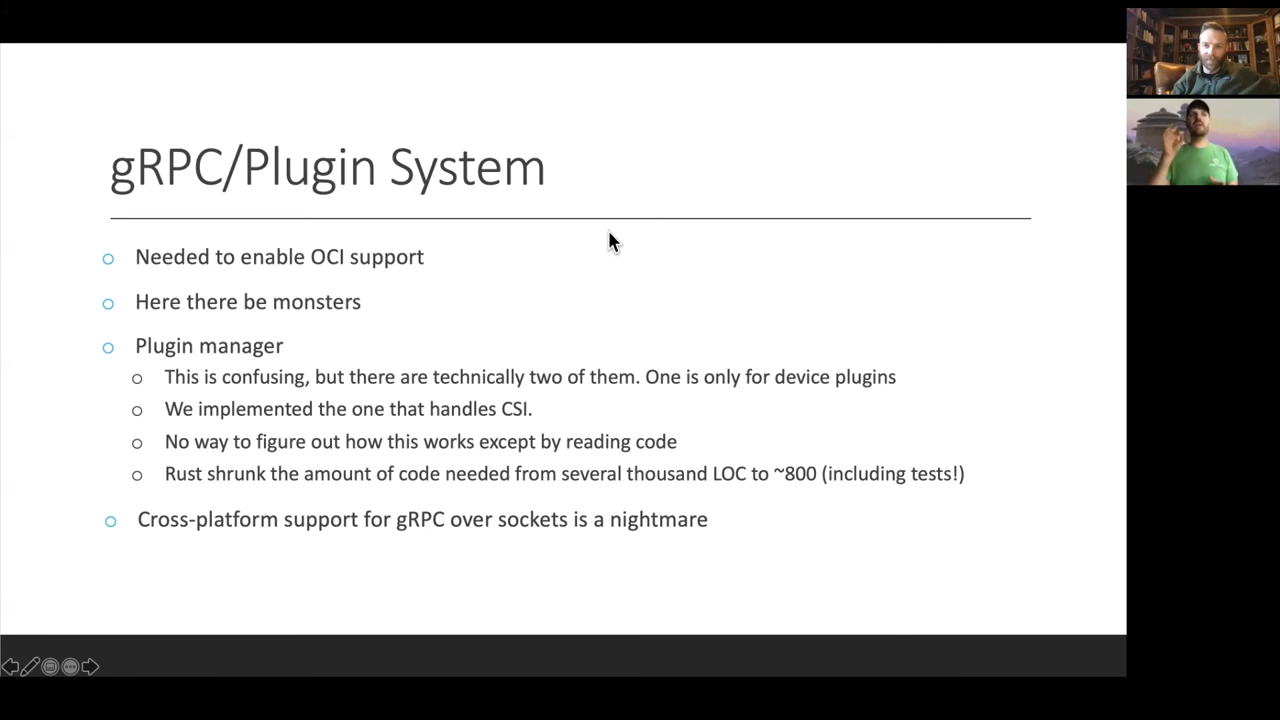 gRPC/Plugin System
Needed to enable OCI support
Here there be monsters
Plugin manager
This is confusing, but there are technically two of them. One is only for device plugins
We implemented the one that handles CSI.
No way to figure out how this works except by reading code
Rust shrunk the amount of code needed from several thousand LOC to ~800 (including tests!)
Cross-platform support for gRPC over sockets is a nightmare